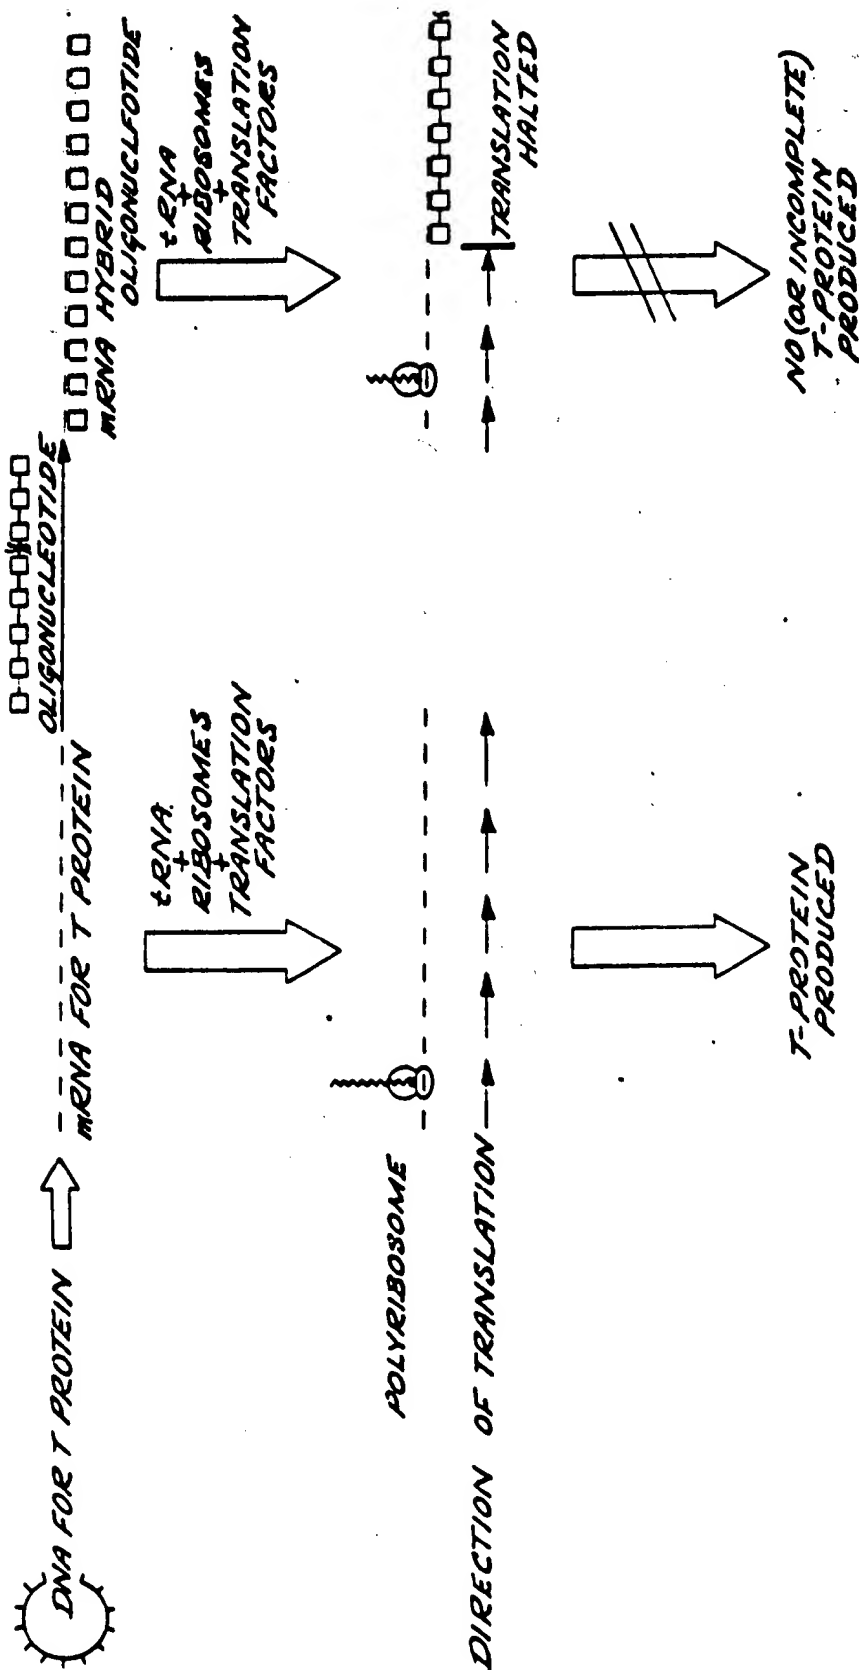 DNA FOR T PROTEIN
mRNA FOR T PROTEIN
OLIGONUCLEOTIDE
mRNA HYBRID
OLIGONUCLFOTIDE
tRNA
+
RIBOSOMES
+
TRANSLATION
FACTORS
tRNA
+
RIBOSOMES
+
TRANSLATION
FACTORS
POLYRIBOSOME
DIRECTION OF TRANSLATION
TRANSLATION
HALTED
T-PROTEIN
PRODUCED
NO (OR INCOMPLETE)
T-PROTEIN
PRODUCED